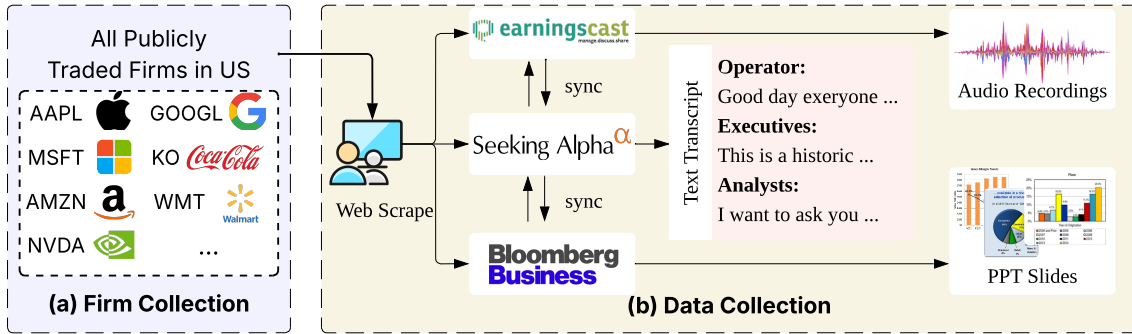 All Publicly
Traded Firms in US
AAPL
GOOGL
MSFT
KO
Coca-Cola
AMZN
a
WMT
Walmart
NVDA
...
(a) Firm Collection
Web Scrape
earningscast
manage.discuss.share
sync
Seeking Alpha α
sync
Bloomberg
Business
Text Transcript
Operator:
Good day everyone ...
Executives:
This is a historic ...
Analysts:
I want to ask you ...
Audio Recordings
PPT Slides
(b) Data Collection